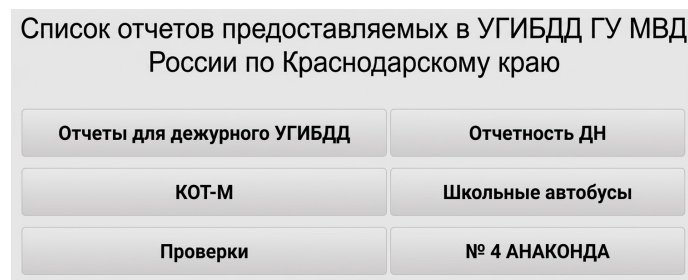 Список отчетов предоставляемых в УГИБДД ГУ МВД
России по Краснодарскому краю
Отчеты для дежурного УГИБДД
Отчетность ДН
КОТ-М
Школьные автобусы
Проверки
№ 4 АНАКОНДА